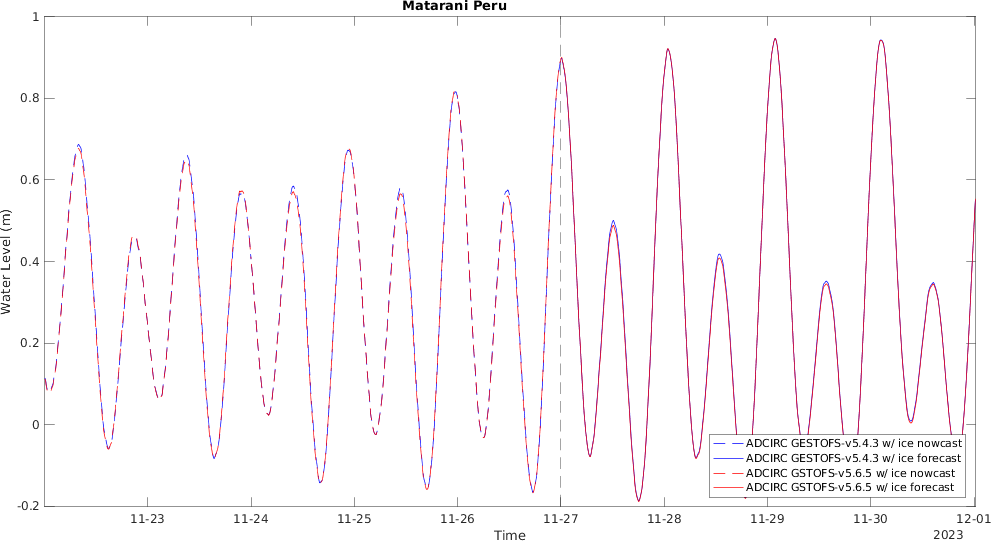 Matarani Peru
Water Level (m)
1
0.8
0.6
0.4
0.2
0
-0.2
ADCIRC GESTOFS-v5.4.3 w/ ice nowcast
ADCIRC GESTOFS-v5.4.3 w/ ice forecast
ADCIRC GSTOFS-v5.6.5 w/ ice nowcast
ADCIRC GSTOFS-v5.6.5 w/ ice forecast
11-23 11-24 11-25 11-26 11-27 11-28 11-29 11-30 12-01
Time
2023